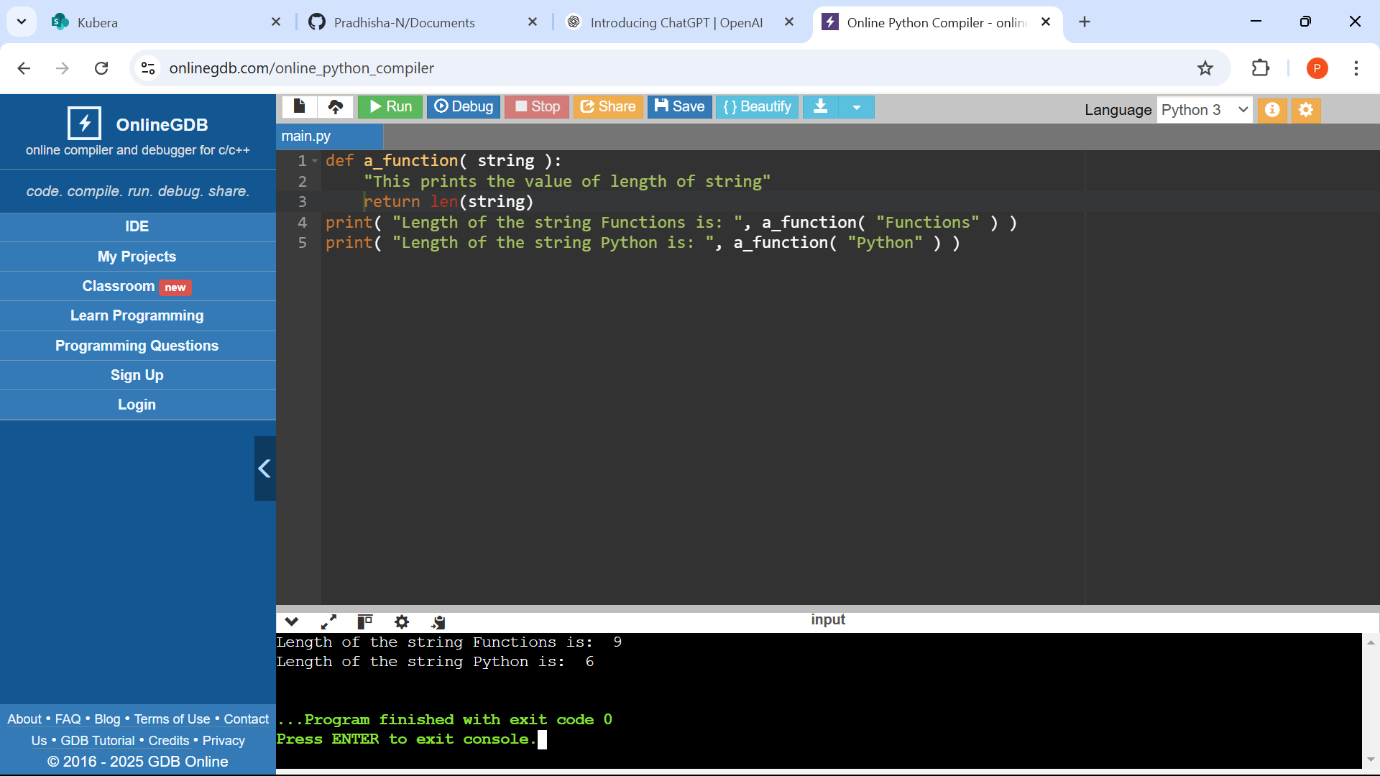 Kubera
Pradhisha-N/Documents
Introducing ChatGPT | OpenAI
Online Python Compiler - onlin
onlinegdb.com/online_python_compiler
P
OnlineGDB
online compiler and debugger for c/c++
code. compile. run. debug. share.
IDE
My Projects
Classroom new
Learn Programming
Programming Questions
Sign Up
Login
About • FAQ • Blog • Terms of Use • Contact
Us • GDB Tutorial • Credits • Privacy
© 2016 - 2025 GDB Online
Run Debug Stop Share Save { } Beautify
Language Python 3
main.py
1 def a_function( string ):
2 "This prints the value of length of string"
3 return len(string)
4 print( "Length of the string Functions is: ", a_function( "Functions" ) )
5 print( "Length of the string Python is: ", a_function( "Python" ) )
input
Length of the string Functions is:  9
Length of the string Python is:  6
...Program finished with exit code 0
Press ENTER to exit console.